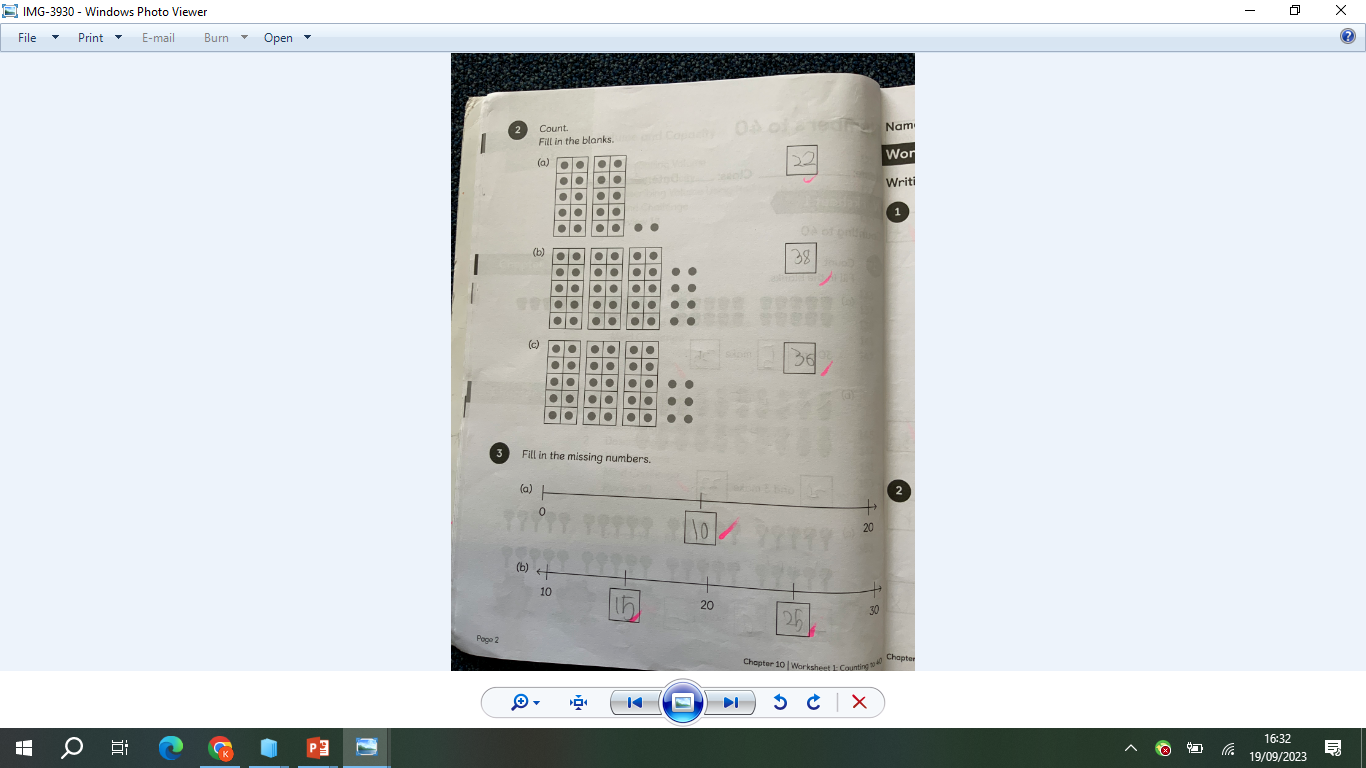 IMG-3930 - Windows Photo Viewer
File Print E-mail Burn Open
2 Count.
Fill in the blanks.
(a) 22
(b) 38
(c) 36
3 Fill in the missing numbers.
(a)
0 10 20
(b)
10 15 20 25 30
Page 2
Chapter 10 | Worksheet 1: Counting to 40
Nam
Wor
Writi
1
2
Chapter
16:32
19/09/2023